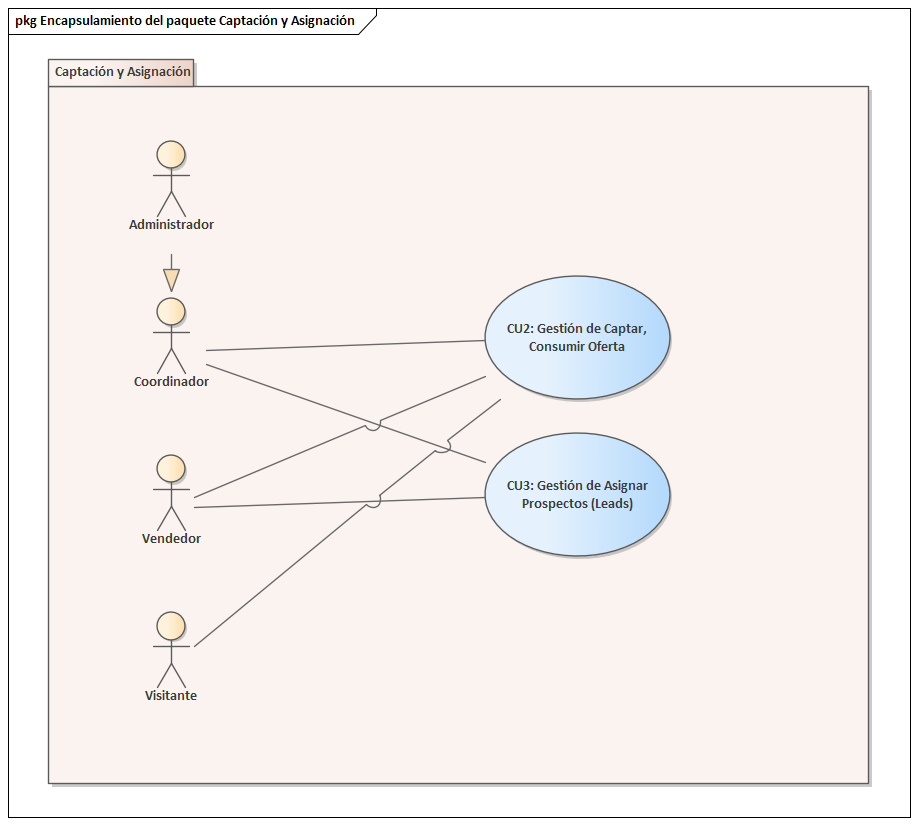 pkg Encapsulamiento del paquete Captación y Asignación
Captación y Asignación
Administrador
Coordinador
CU2: Gestión de Captar,
Consumir Oferta
CU3: Gestión de Asignar
Prospectos (Leads)
Vendedor
Visitante